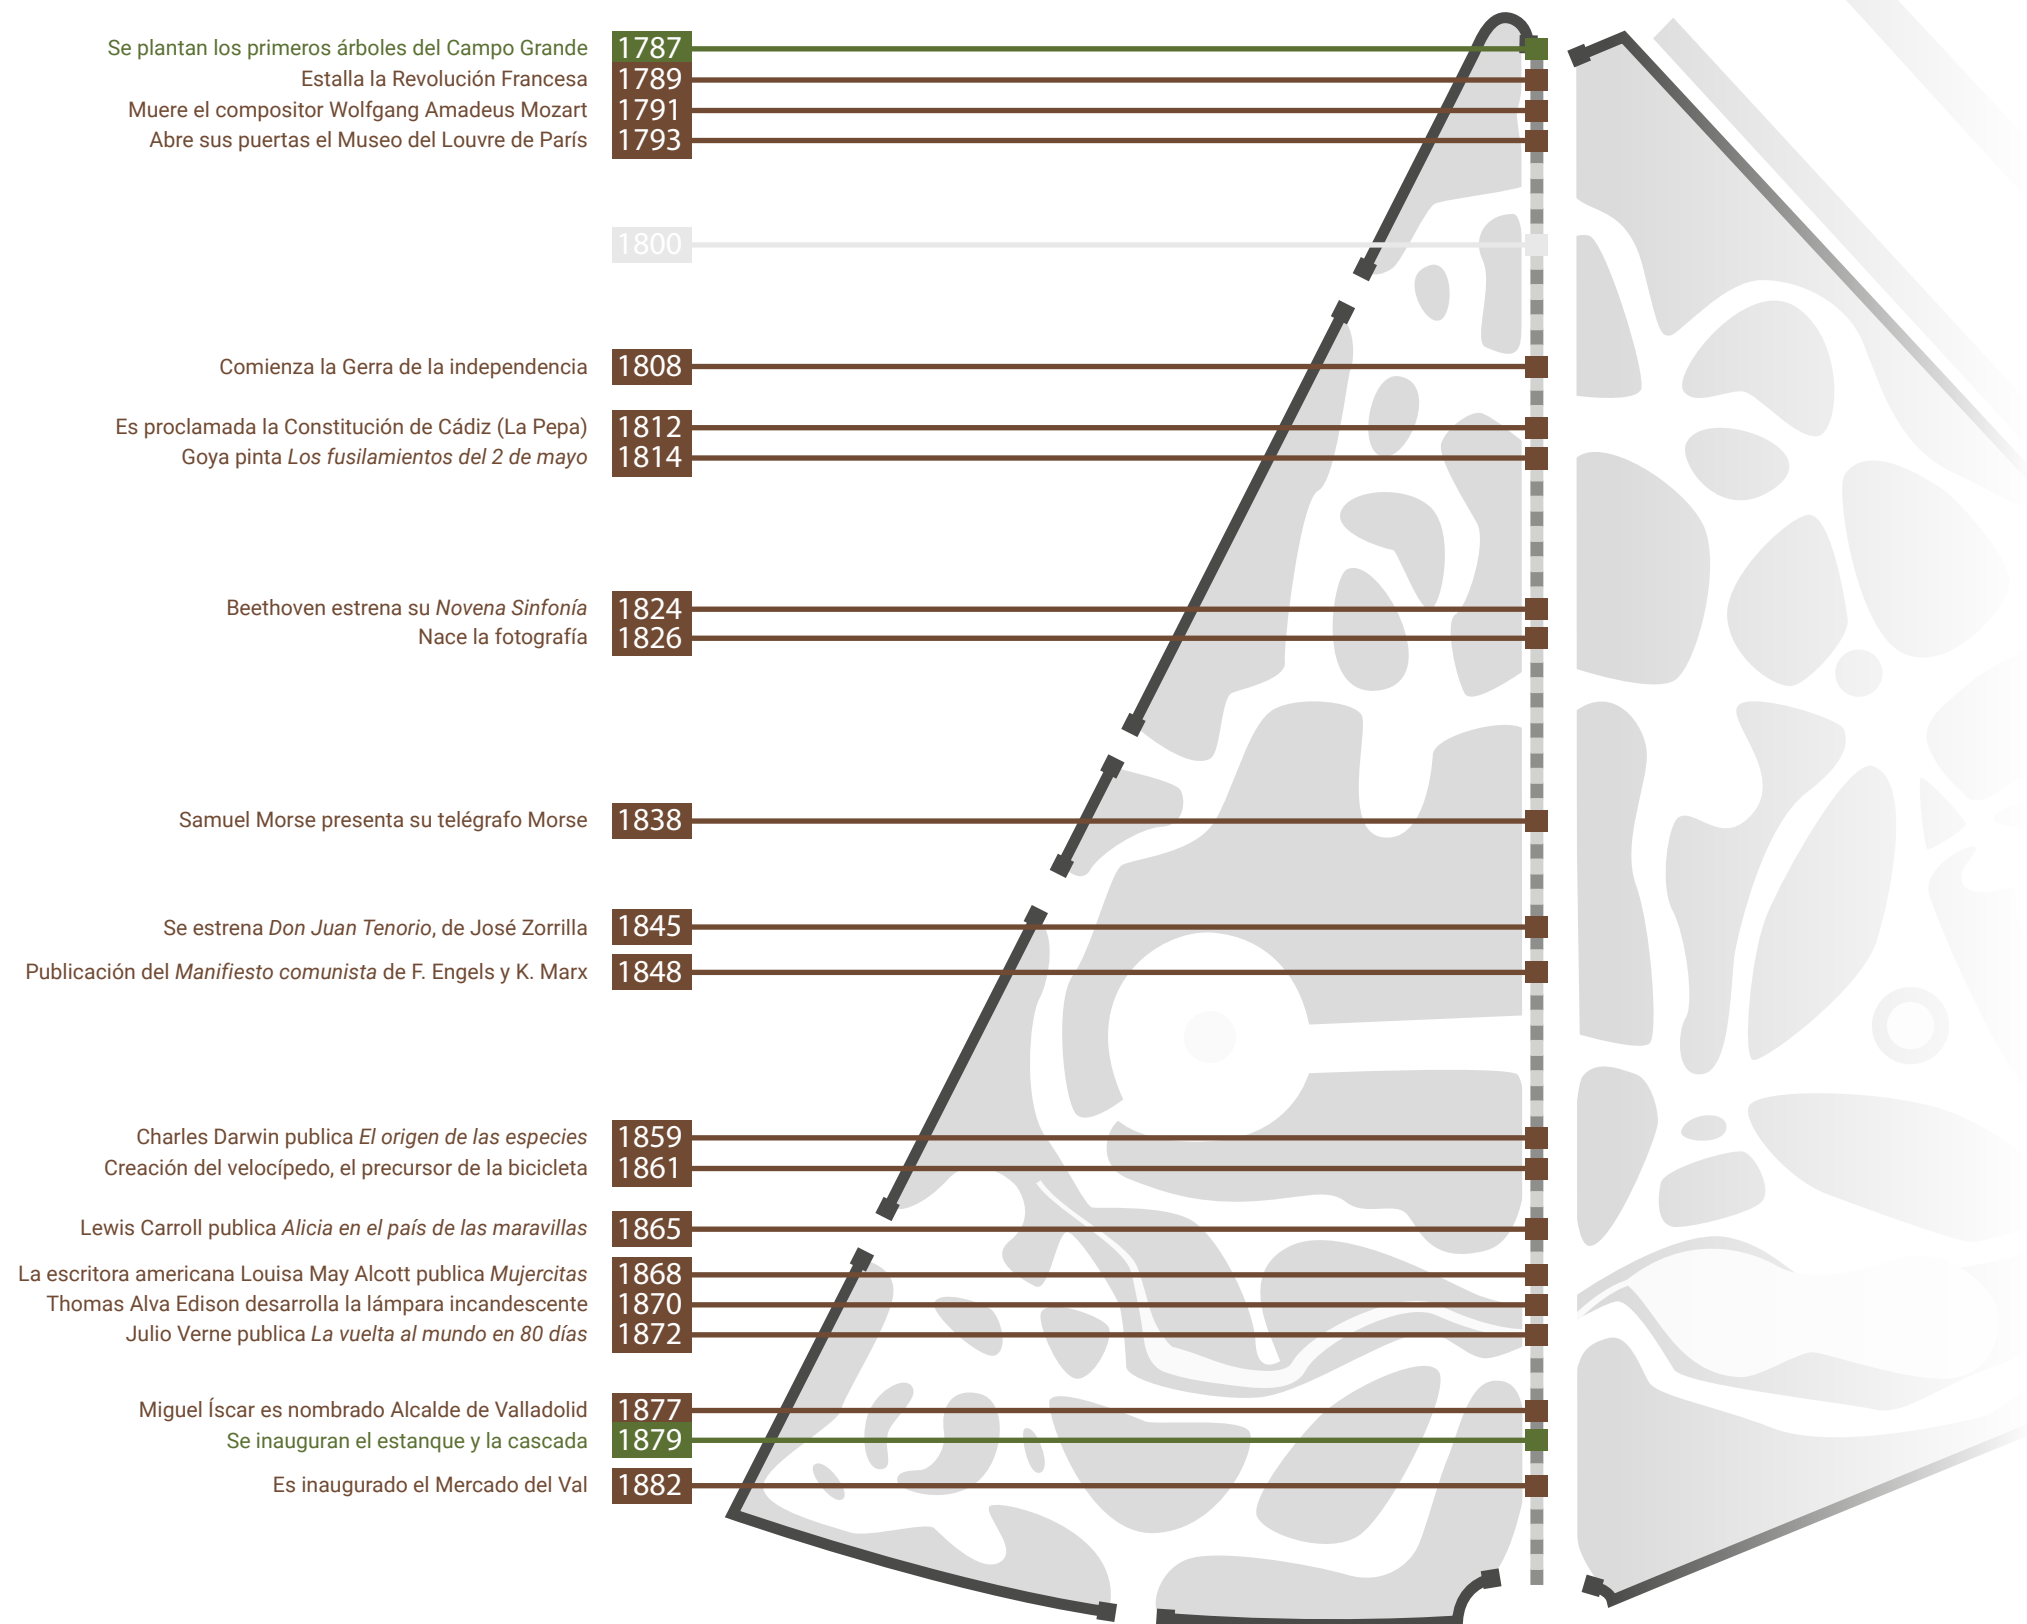 Se plantan los primeros árboles del Campo Grande 1787
Estalla la Revolución Francesa 1789
Muere el compositor Wolfgang Amadeus Mozart 1791
Abre sus puertas el Museo del Louvre de París 1793
1800
Comienza la Gerra de la independencia 1808
Es proclamada la Constitución de Cádiz (La Pepa) 1812
Goya pinta Los fusilamientos del 2 de mayo 1814
Beethoven estrena su Novena Sinfonía 1824
Nace la fotografía 1826
Samuel Morse presenta su telégrafo Morse 1838
Se estrena Don Juan Tenorio, de José Zorrilla 1845
Publicación del Manifiesto comunista de F. Engels y K. Marx 1848
Charles Darwin publica El origen de las especies 1859
Creación del velocípedo, el precursor de la bicicleta 1861
Lewis Carroll publica Alicia en el país de las maravillas 1865
La escritora americana Louisa May Alcott publica Mujercitas 1868
Thomas Alva Edison desarrolla la lámpara incandescente 1870
Julio Verne publica La vuelta al mundo en 80 días 1872
Miguel Íscar es nombrado Alcalde de Valladolid 1877
Se inauguran el estanque y la cascada 1879
Es inaugurado el Mercado del Val 1882